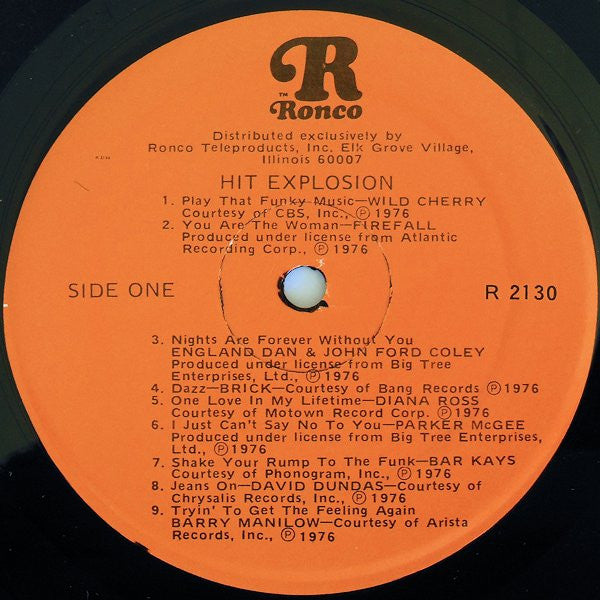 R
™
Ronco
Distributed exclusively by
Ronco Teleproducts, Inc. Elk Grove Village,
Illinois 60007
HIT EXPLOSION
1. Play That Funky Music—WILD CHERRY
Courtesy of CBS, Inc., Ⓟ 1976
2. You Are The Woman—FIREFALL
Produced under license from Atlantic
Recording Corp., Ⓟ 1976
SIDE ONE
R 2130
3. Nights Are Forever Without You
ENGLAND DAN & JOHN FORD COLEY
Produced under license from Big Tree
Enterprises, Ltd., Ⓟ 1976
4. Dazz—BRICK—Courtesy of Bang Records Ⓟ 1976
5. One Love In My Lifetime—DIANA ROSS
Courtesy of Motown Record Corp. Ⓟ 1976
6. I Just Can't Say No To You—PARKER McGEE
Produced under license from Big Tree Enterprises,
Ltd., Ⓟ 1976
7. Shake Your Rump To The Funk—BAR KAYS
Courtesy of Phonogram, Inc., Ⓟ 1976
8. Jeans On—DAVID DUNDAS—Courtesy of
Chrysalis Records, Inc., Ⓟ 1976
9. Tryin' To Get The Feeling Again
BARRY MANILOW—Courtesy of Arista
Records, Inc., Ⓟ 1976